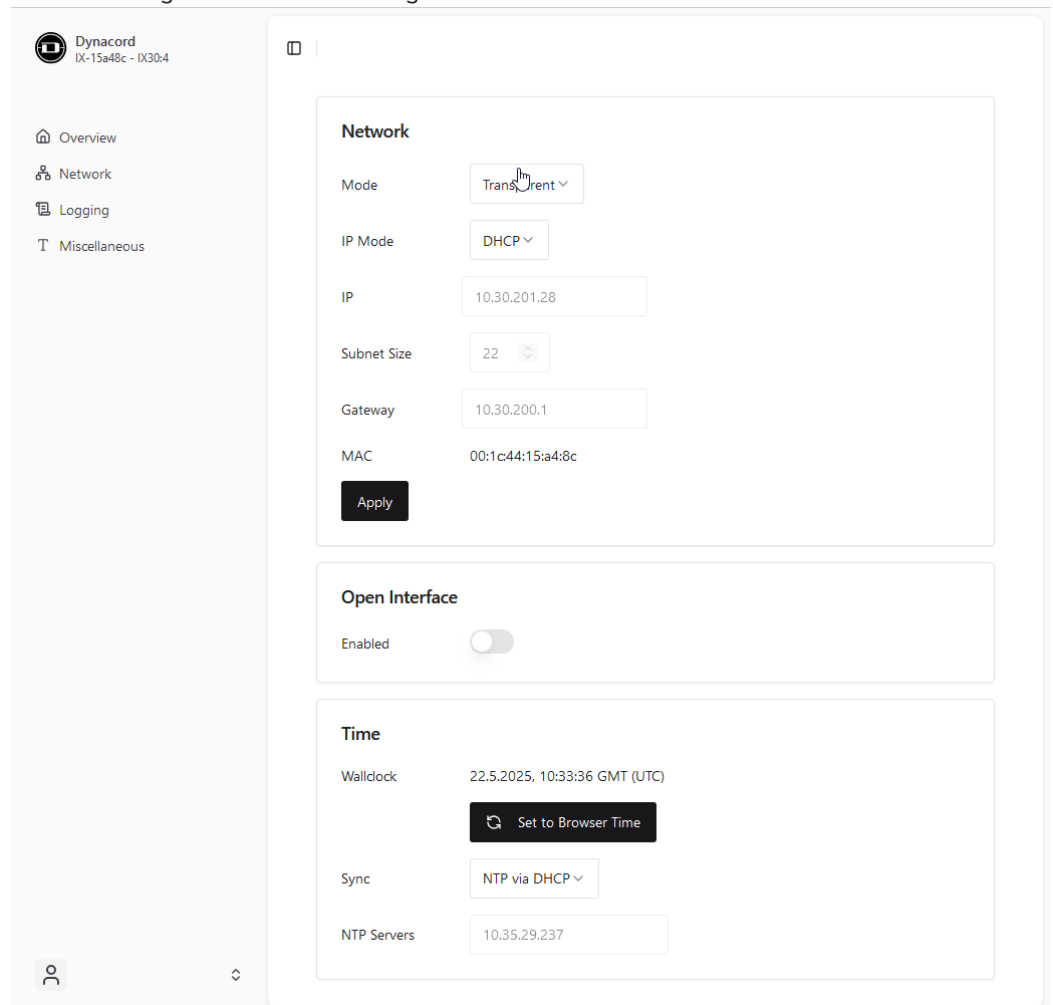 Dynacord
IX-15a48c - IX30:4
Overview
Network
Logging
Miscellaneous
Network
Mode
IP Mode DHCP
IP 10.30.201.28
Subnet Size 22
Gateway 10.30.200.1
MAC 00:1c:44:15:a4:8c
Apply
Open Interface
Enabled
Time
Wallclock 22.5.2025, 10:33:36 GMT (UTC)
Set to Browser Time
Sync NTP via DHCP
NTP Servers 10.35.29.237